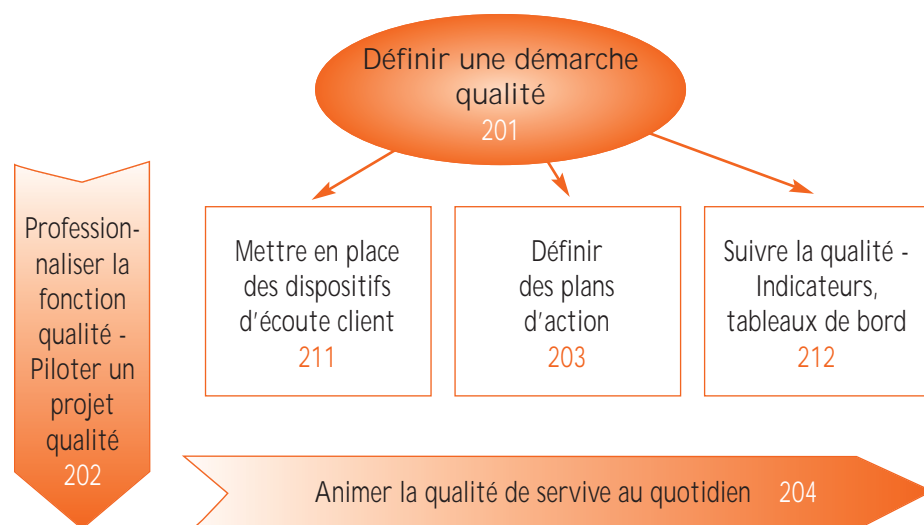 Définir une démarche
qualité
201
Profession-
naliser la
fonction
qualité -
Piloter un
projet
qualité
202
Mettre en place
des dispositifs
d'écoute client
211
Définir
des plans
d'action
203
Suivre la qualité -
Indicateurs,
tableaux de bord
212
Animer la qualité de servive au quotidien 204